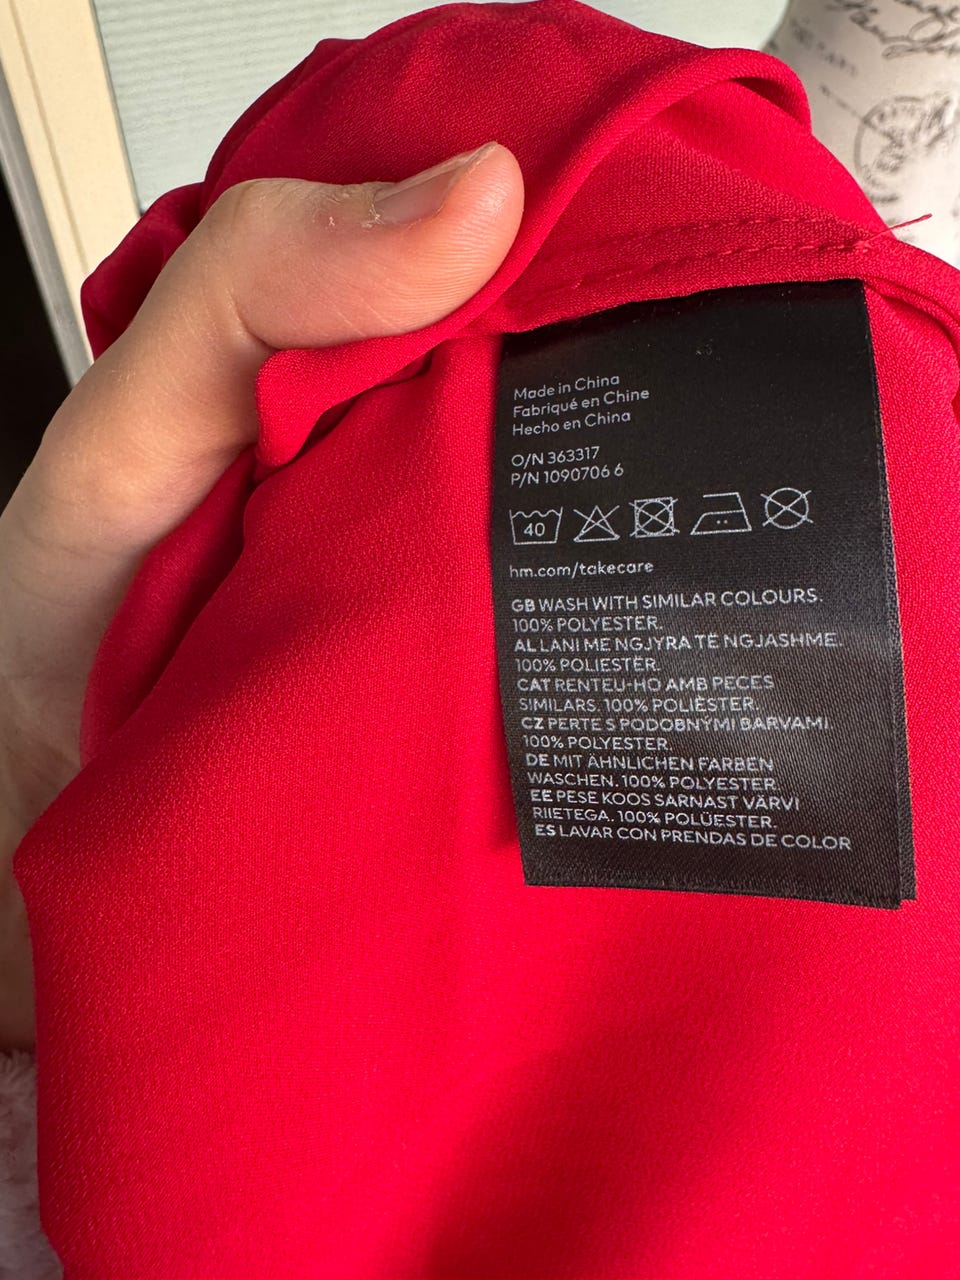 Made in China
Fabriqué en Chine
Hecho en China
O/N 363317
P/N 1090706 6
40
hm.com/takecare
GB WASH WITH SIMILAR COLOURS.
100% POLYESTER.
AL LANI ME NGJYRA TË NGJASHME.
100% POLIESTËR.
CAT RENTEU-HO AMB PECES
SIMILARS. 100% POLIÈSTER.
CZ PERTE S PODOBNÝMI BARVAMI.
100% POLYESTER.
DE MIT ÄHNLICHEN FARBEN
WASCHEN. 100% POLYESTER.
EE PESE KOOS SARNAST VÄRVI
RIIETEGA. 100% POLÜESTER.
ES LAVAR CON PRENDAS DE COLOR